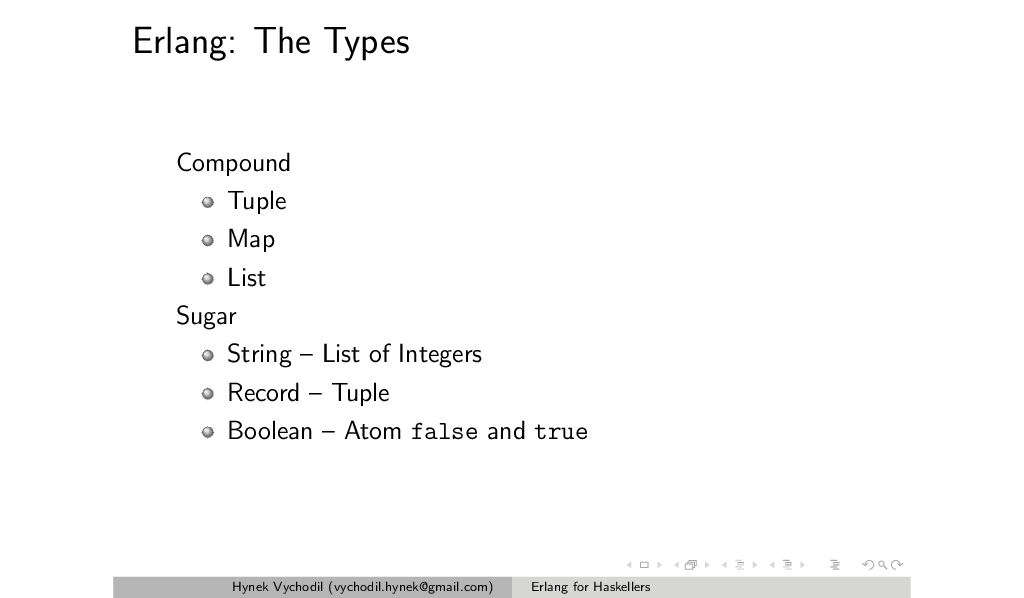 Erlang: The Types
Compound
Tuple
Map
List
Sugar
String – List of Integers
Record – Tuple
Boolean – Atom false and true
Hynek Vychodil (vychodil.hynek@gmail.com)
Erlang for Haskellers